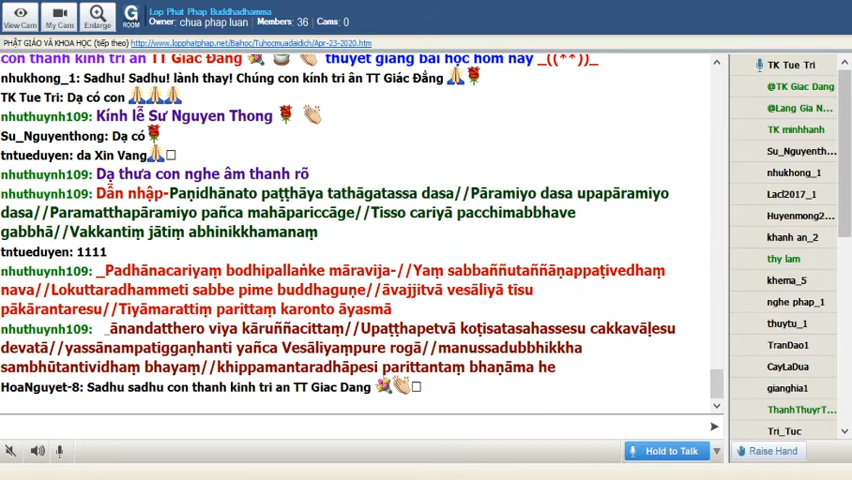 View Cam
My Cam
Enlarge
G
ROOM
Lop Phat Phap Buddhadhamma
Owner: chua phap luan Members: 36 Cams: 0
PHẬT GIÁO VÀ KHOA HỌC (tiếp theo) http://www.lopphatphap.net/Baihoc/Tuhocmuadaidich/Apr-23-2020.htm
con thành kính tri ân TT Giác Đẳng thuyết giảng bài học hôm nay _((**))_
nhukhong_1: Sadhu! Sadhu! lành thay! Chúng con kính tri ân TT Giác Đẳng
TK Tue Tri: Dạ có con
nhuthuynh109: Kính lễ Sư Nguyen Thong
Su_Nguyenthong: Dạ có
tntueduyen: da Xin Vang
nhuthuynh109: Dạ thưa con nghe âm thanh rõ
nhuthuynh109: Dẫn nhập-Paṇidhānato paṭṭhāya tathāgatassa dasa//Pāramiyo dasa upapāramiyo
dasa//Paramatthapāramiyo pañca mahāpariccāge//Tisso cariyā pacchimabbhave
gabbhā//Vakkantiṃ jātiṃ abhinikkhamanaṃ
tntueduyen: 1111
nhuthuynh109: _Padhānacariyaṃ bodhipallaṅke māravija-//Yaṃ sabbaññutaññāṇappaṭivedhaṃ
nava//Lokuttaradhammeti sabbe pime buddhaguṇe//āvajjitvā vesāliyā tīsu
pākārantaresu//Tiyāmarattiṃ parittaṃ karonto āyasmā
nhuthuynh109: _ānandatthero viya kāruññacittaṃ//Upaṭṭhapetvā koṭisatasahassesu cakkavāḷesu
devatā//yassānampatiggaṇhanti yañca Vesāliyaṃpure rogā//manussadubbhikkha
sambhūtantividhaṃ bhayaṃ//khippamantaradhāpesi parittantaṃ bhaṇāma he
HoaNguyet-8: Sadhu sadhu con thanh kinh tri an TT Giac Dang
TK Tue Tri
@TK Giac Dang
@Lang Gia N...
TK minhhanh
Su_Nguyenth...
nhukhong_1
Lacl2017_1
Huyenmong2...
khanh an_2
thy lam
khema_5
nghe phap_1
thuytu_1
TranDao1
CayLaDua
gianghia1
ThanhThuyrT...
Tri_Tuc
Hold to Talk
Raise Hand